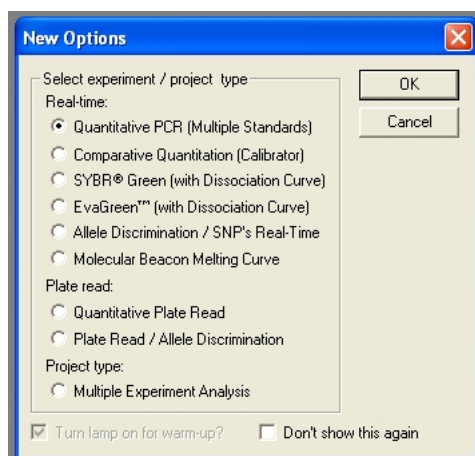 New Options
Select experiment / project type
OK
Real-time:
Quantitative PCR (Multiple Standards)
Cancel
Comparative Quantitation (Calibrator)
SYBR® Green (with Dissociation Curve)
EvaGreen™ (with Dissociation Curve)
Allele Discrimination / SNP's Real-Time
Molecular Beacon Melting Curve
Plate read:
Quantitative Plate Read
Plate Read / Allele Discrimination
Project type:
Multiple Experiment Analysis
Turn lamp on for warm-up? Don't show this again